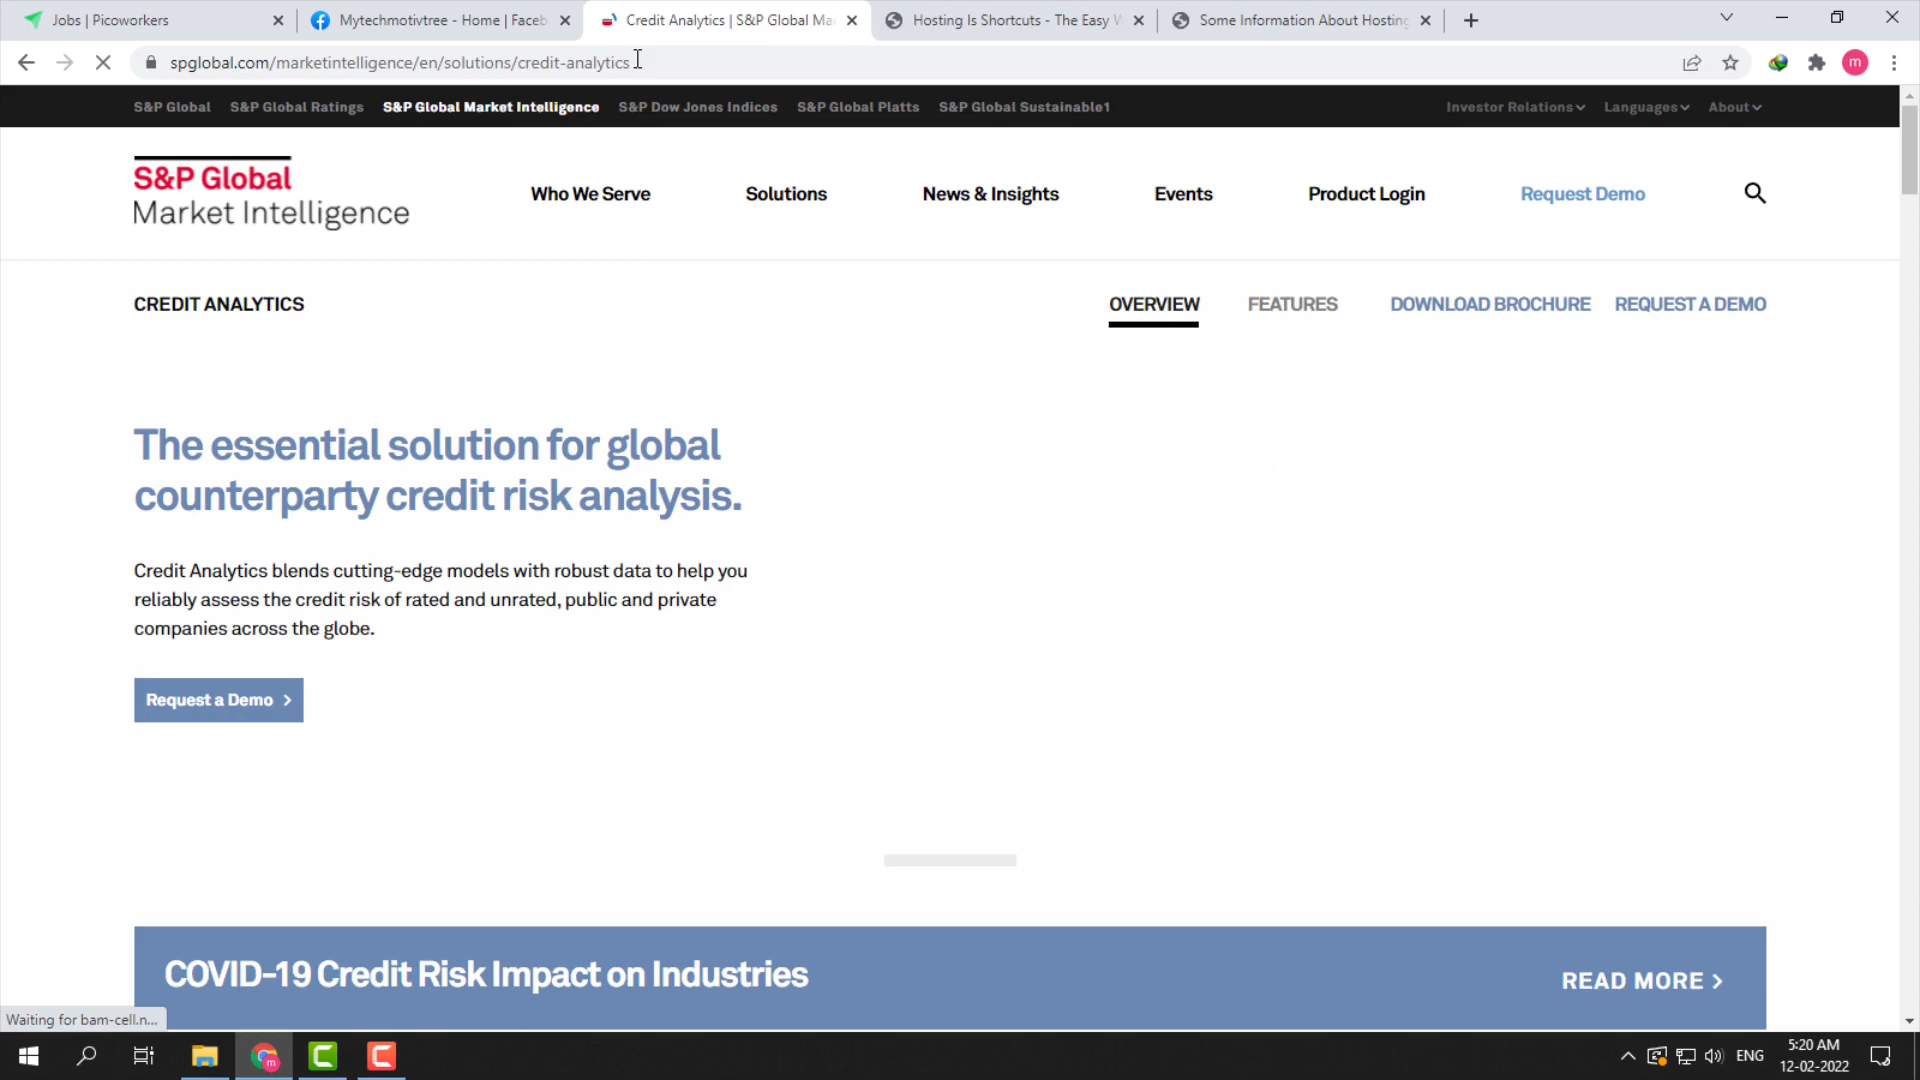 Jobs | Picoworkers
Mytechmotivtree - Home | Faceb
Credit Analytics | S&P Global Ma
Hosting Is Shortcuts - The Easy W
Some Information About Hosting
spglobal.com/marketintelligence/en/solutions/credit-analytics
m
S&P Global S&P Global Ratings S&P Global Market Intelligence S&P Dow Jones Indices S&P Global Platts S&P Global Sustainable1 Investor Relations Languages About
S&P Global
Market Intelligence
Who We Serve Solutions News & Insights Events Product Login Request Demo
CREDIT ANALYTICS
OVERVIEW FEATURES DOWNLOAD BROCHURE REQUEST A DEMO
The essential solution for global
counterparty credit risk analysis.
Credit Analytics blends cutting-edge models with robust data to help you
reliably assess the credit risk of rated and unrated, public and private
companies across the globe.
Request a Demo
COVID-19 Credit Risk Impact on Industries
READ MORE
Waiting for bam-cell.n...
m
ENG
5:20 AM
12-02-2022